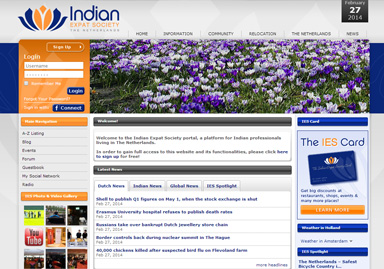 Indian
EXPAT SOCIETY
THE NETHERLANDS
February
27
2014
HOME INFORMATION COMMUNITY RELOCATION THE NETHERLANDS NEWS
Sign Up
Login
Username
Remember Me
Login
Forgot Your Password?
Sign in with: f Connect
Main Navigation
A-Z Listing
Blog
Events
Forum
Guestbook
My Social Network
Radio
IES Photo & Video Gallery
You
Tube
Welcome!
Welcome to the Indian Expat Society portal, a platform for Indian professionals
living in The Netherlands.
In order to gain full access to this website and its functionalities, please click here
to sign up for free!
Latest News
Dutch News Indian News Global News IES Spotlight
Shell to publish Q1 figures on May 1, when the stock exchange is shut
Feb 27, 2014
Erasmus University hospital refuses to publish death rates
Feb 27, 2014
Russians take over bankrupt Dutch jewellery store chain
Feb 27, 2014
Border controls back during nuclear summit in The Hague
Feb 27, 2014
40,000 chickens killed after suspected bird flu on Flevoland farm
Feb 27, 2014
more headlines
IES Card
The IES Card
Get big discounts at
restaurants, shops, events &
many more places!
LEARN MORE
Weather in Holland
Weather in Amsterdam
IES Spotlight
The Netherlands – Safest
Bicycle Country i...